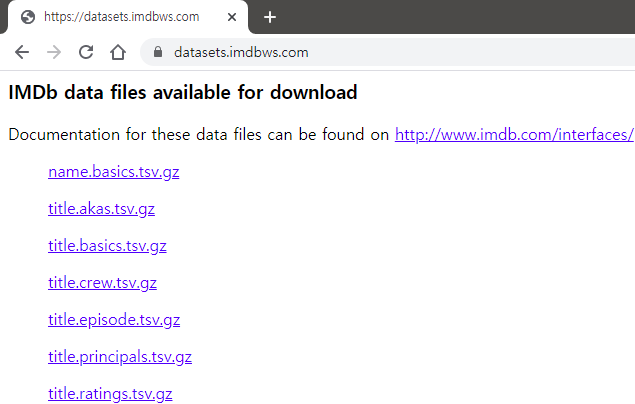 https://datasets.imdbws.com
datasets.imdbws.com
IMDb data files available for download
Documentation for these data files can be found on http://www.imdb.com/interfaces/
name.basics.tsv.gz
title.akas.tsv.gz
title.basics.tsv.gz
title.crew.tsv.gz
title.episode.tsv.gz
title.principals.tsv.gz
title.ratings.tsv.gz